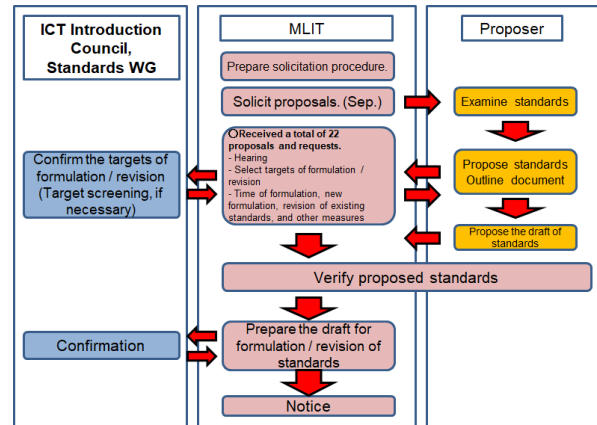 ICT Introduction
Council,
Standards WG
MLIT
Proposer
Prepare solicitation procedure.
Solicit proposals. (Sep.)
Examine standards
○Received a total of 22
proposals and requests.
- Hearing
- Select targets of formulation /
revision
- Time of formulation, new
formulation, revision of existing
standards, and other measures
Confirm the targets of
formulation / revision
(Target screening, if
necessary)
Propose standards
Outline document
Propose the draft of
standards
Verify proposed standards
Prepare the draft for
formulation / revision of
standards
Confirmation
Notice